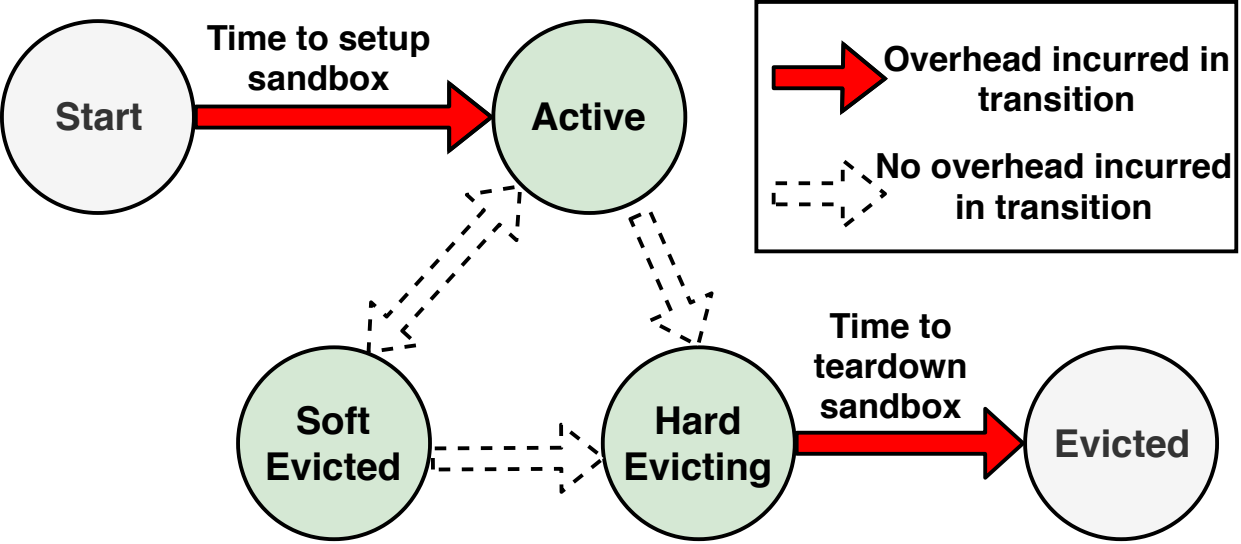 Time to setup
sandbox
Start
Active
Overhead incurred in
transition
No overhead incurred
in transition
Time to
teardown
sandbox
Soft
Evicted
Hard
Evicting
Evicted